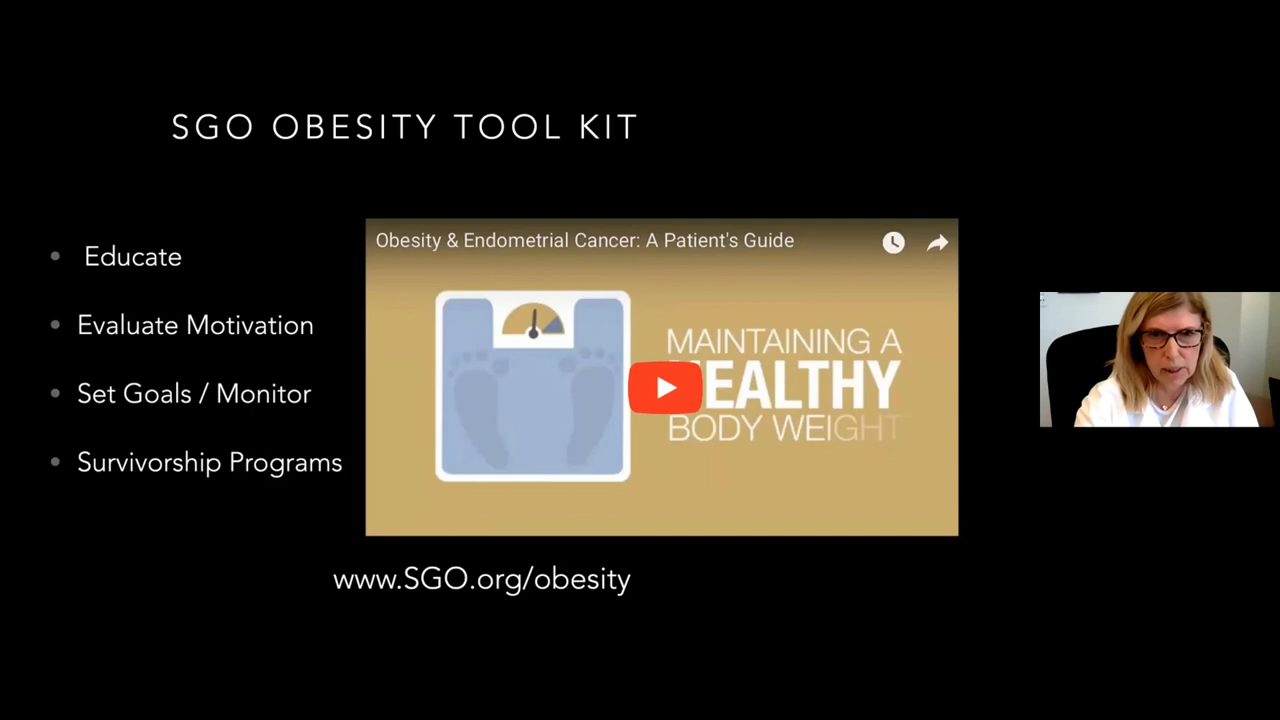 SGO OBESITY TOOL KIT
Educate
Evaluate Motivation
Set Goals / Monitor
Survivorship Programs
Obesity & Endometrial Cancer: A Patient's Guide
MAINTAINING A
HEALTHY
BODY WEIGHT
www.SGO.org/obesity